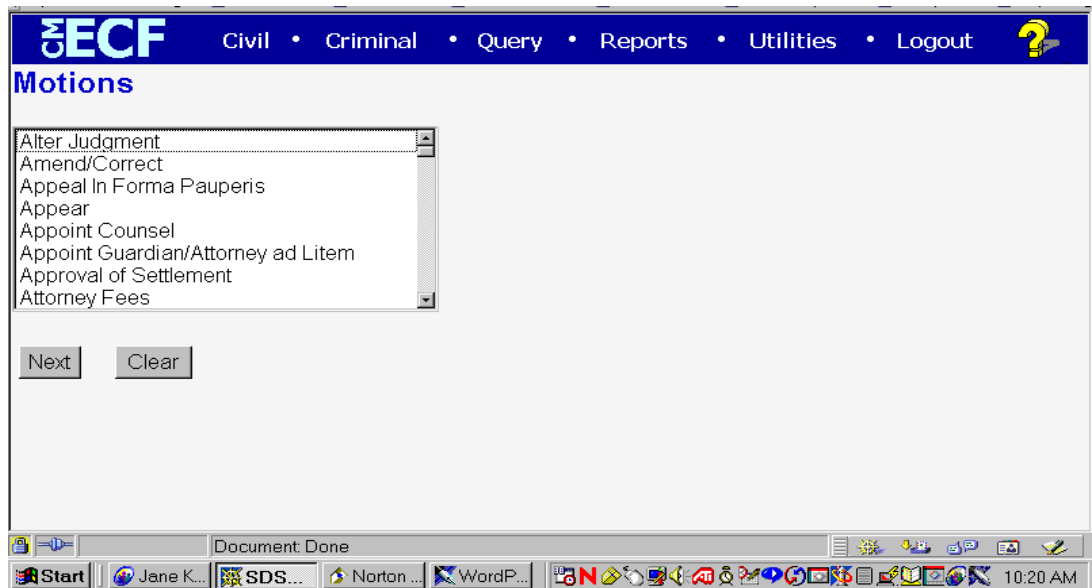 CM ECF Civil • Criminal • Query • Reports • Utilities • Logout ?
Motions
Alter Judgment
Amend/Correct
Appeal In Forma Pauperis
Appear
Appoint Counsel
Appoint Guardian/Attorney ad Litem
Approval of Settlement
Attorney Fees
Next Clear
Document: Done
Start Jane K... SDS... Norton ... WordP... N 10:20 AM